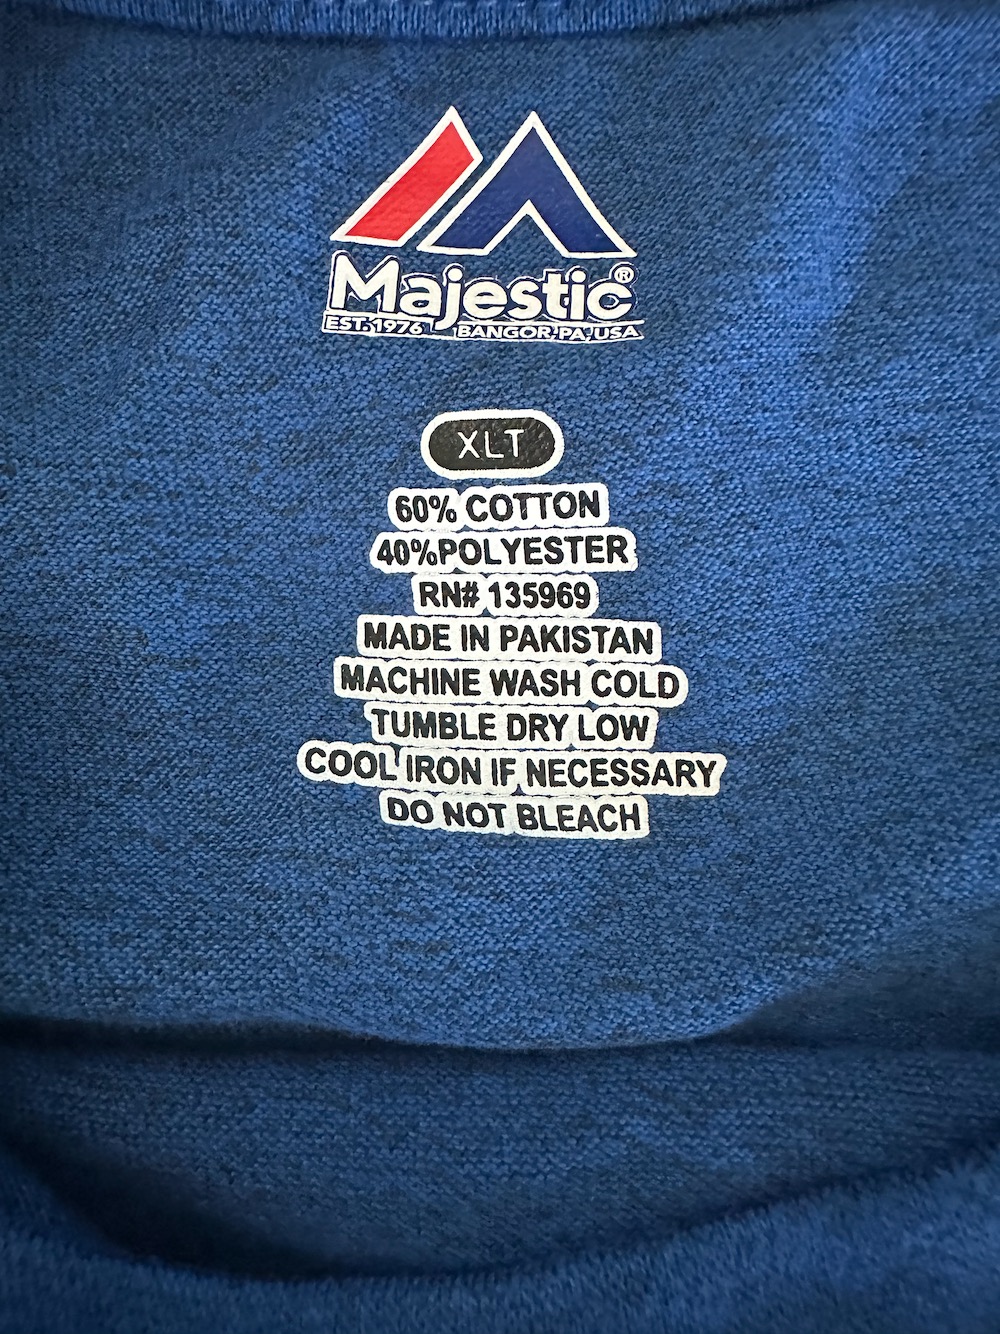 Majestic®
EST. 1976 BANGOR, PA, USA
XLT
60% COTTON
40%POLYESTER
RN# 135969
MADE IN PAKISTAN
MACHINE WASH COLD
TUMBLE DRY LOW
COOL IRON IF NECESSARY
DO NOT BLEACH